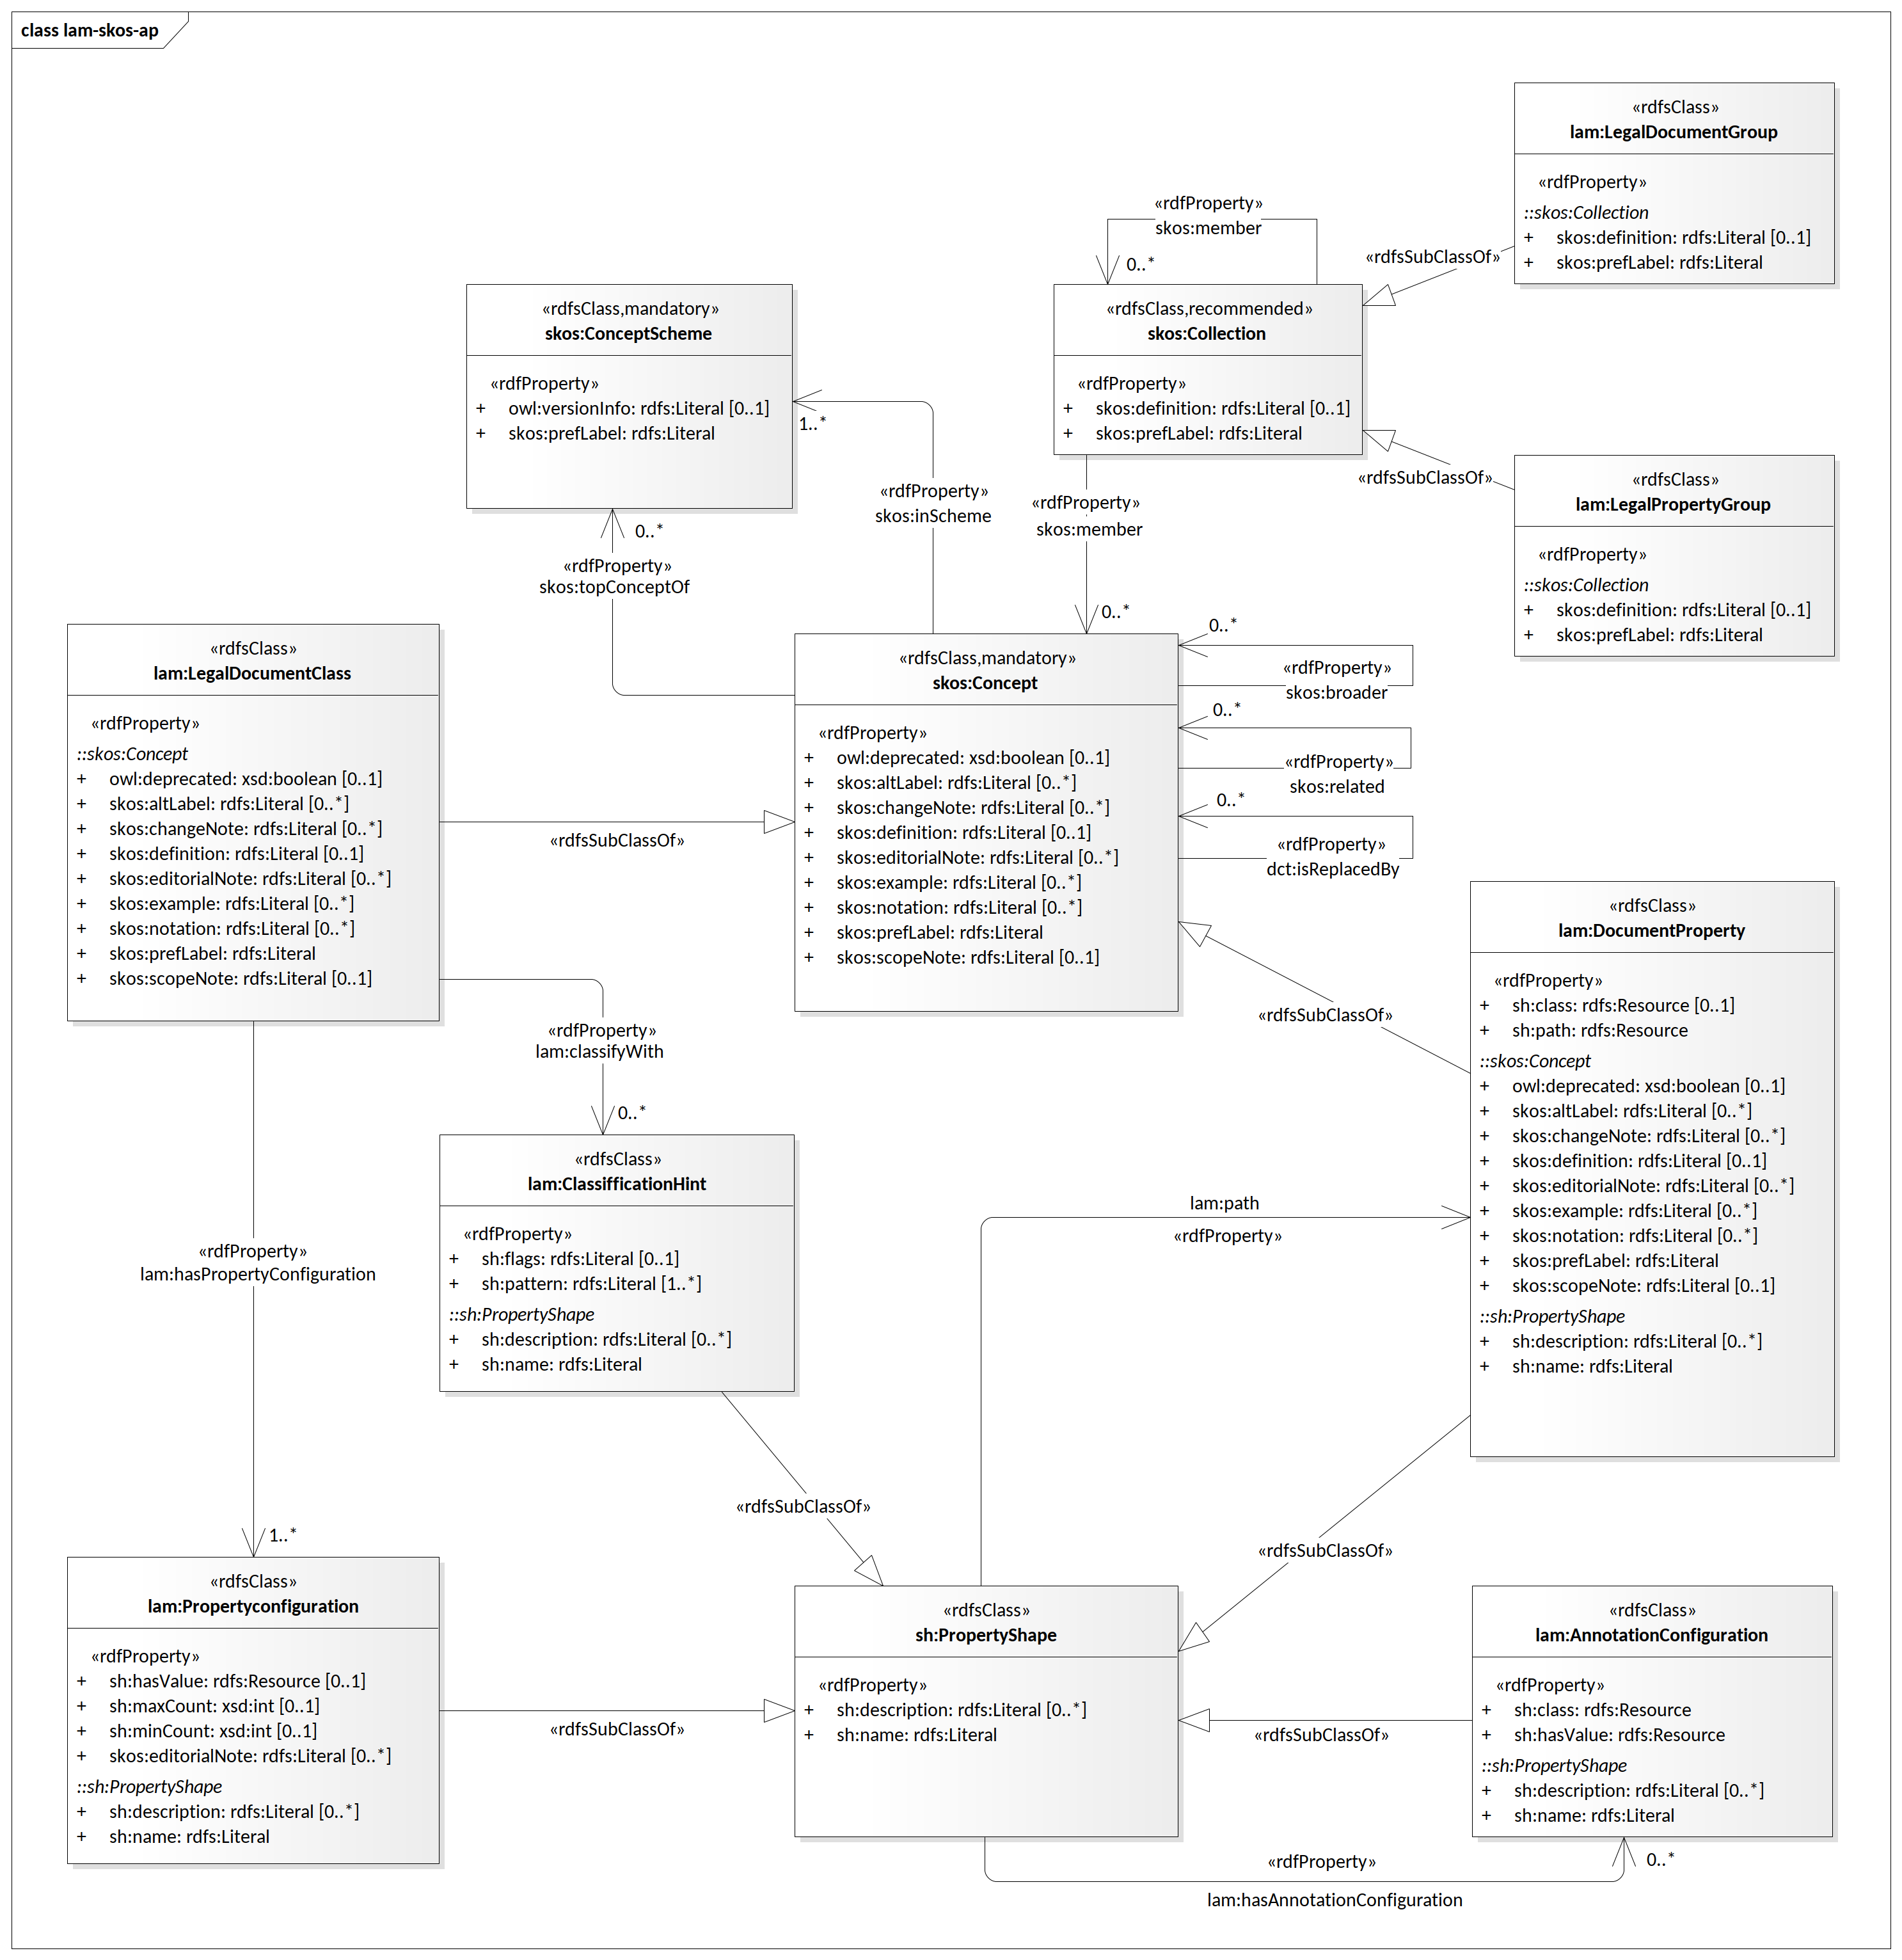 class lam-skos-ap
«rdfsClass»
lam:LegalDocumentGroup
«rdfProperty»
::skos:Collection
+ skos:definition: rdfs:Literal [0..1]
+ skos:prefLabel: rdfs:Literal
«rdfProperty»
skos:member
0..*
«rdfsSubClassOf»
«rdfsClass,mandatory»
skos:ConceptScheme
«rdfProperty»
+ owl:versionInfo: rdfs:Literal [0..1]
+ skos:prefLabel: rdfs:Literal
«rdfsClass,recommended»
skos:Collection
«rdfProperty»
+ skos:definition: rdfs:Literal [0..1]
+ skos:prefLabel: rdfs:Literal
1..*
«rdfProperty»
skos:inScheme
«rdfProperty»
skos:member
0..*
«rdfsSubClassOf»
«rdfsClass»
lam:LegalPropertyGroup
«rdfProperty»
::skos:Collection
+ skos:definition: rdfs:Literal [0..1]
+ skos:prefLabel: rdfs:Literal
0..*
«rdfProperty»
skos:topConceptOf
«rdfsClass»
lam:LegalDocumentClass
«rdfProperty»
::skos:Concept
+ owl:deprecated: xsd:boolean [0..1]
+ skos:altLabel: rdfs:Literal [0..*]
+ skos:changeNote: rdfs:Literal [0..*]
+ skos:definition: rdfs:Literal [0..1]
+ skos:editorialNote: rdfs:Literal [0..*]
+ skos:example: rdfs:Literal [0..*]
+ skos:notation: rdfs:Literal [0..*]
+ skos:prefLabel: rdfs:Literal
+ skos:scopeNote: rdfs:Literal [0..1]
«rdfsSubClassOf»
«rdfsClass,mandatory»
skos:Concept
«rdfProperty»
+ owl:deprecated: xsd:boolean [0..1]
+ skos:altLabel: rdfs:Literal [0..*]
+ skos:changeNote: rdfs:Literal [0..*]
+ skos:definition: rdfs:Literal [0..1]
+ skos:editorialNote: rdfs:Literal [0..*]
+ skos:example: rdfs:Literal [0..*]
+ skos:notation: rdfs:Literal [0..*]
+ skos:prefLabel: rdfs:Literal
+ skos:scopeNote: rdfs:Literal [0..1]
0..*
«rdfProperty»
skos:broader
0..*
«rdfProperty»
skos:related
0..*
«rdfProperty»
dct:isReplacedBy
«rdfsSubClassOf»
«rdfsClass»
lam:DocumentProperty
«rdfProperty»
+ sh:class: rdfs:Resource [0..1]
+ sh:path: rdfs:Resource
::skos:Concept
+ owl:deprecated: xsd:boolean [0..1]
+ skos:altLabel: rdfs:Literal [0..*]
+ skos:changeNote: rdfs:Literal [0..*]
+ skos:definition: rdfs:Literal [0..1]
+ skos:editorialNote: rdfs:Literal [0..*]
+ skos:example: rdfs:Literal [0..*]
+ skos:notation: rdfs:Literal [0..*]
+ skos:prefLabel: rdfs:Literal
+ skos:scopeNote: rdfs:Literal [0..1]
::sh:PropertyShape
+ sh:description: rdfs:Literal [0..*]
+ sh:name: rdfs:Literal
«rdfProperty»
lam:classifyWith
0..*
«rdfsClass»
lam:ClassifficationHint
«rdfProperty»
+ sh:flags: rdfs:Literal [0..1]
+ sh:pattern: rdfs:Literal [1..*]
::sh:PropertyShape
+ sh:description: rdfs:Literal [0..*]
+ sh:name: rdfs:Literal
«rdfProperty»
lam:hasPropertyConfiguration
1..*
lam:path
«rdfProperty»
«rdfsSubClassOf»
«rdfsSubClassOf»
«rdfsClass»
lam:Propertyconfiguration
«rdfProperty»
+ sh:hasValue: rdfs:Resource [0..1]
+ sh:maxCount: xsd:int [0..1]
+ sh:minCount: xsd:int [0..1]
+ skos:editorialNote: rdfs:Literal [0..*]
::sh:PropertyShape
+ sh:description: rdfs:Literal [0..*]
+ sh:name: rdfs:Literal
«rdfsSubClassOf»
«rdfsClass»
sh:PropertyShape
«rdfProperty»
+ sh:description: rdfs:Literal [0..*]
+ sh:name: rdfs:Literal
«rdfsSubClassOf»
«rdfsClass»
lam:AnnotationConfiguration
«rdfProperty»
+ sh:class: rdfs:Resource
+ sh:hasValue: rdfs:Resource
::sh:PropertyShape
+ sh:description: rdfs:Literal [0..*]
+ sh:name: rdfs:Literal
«rdfProperty»
0..*
lam:hasAnnotationConfiguration